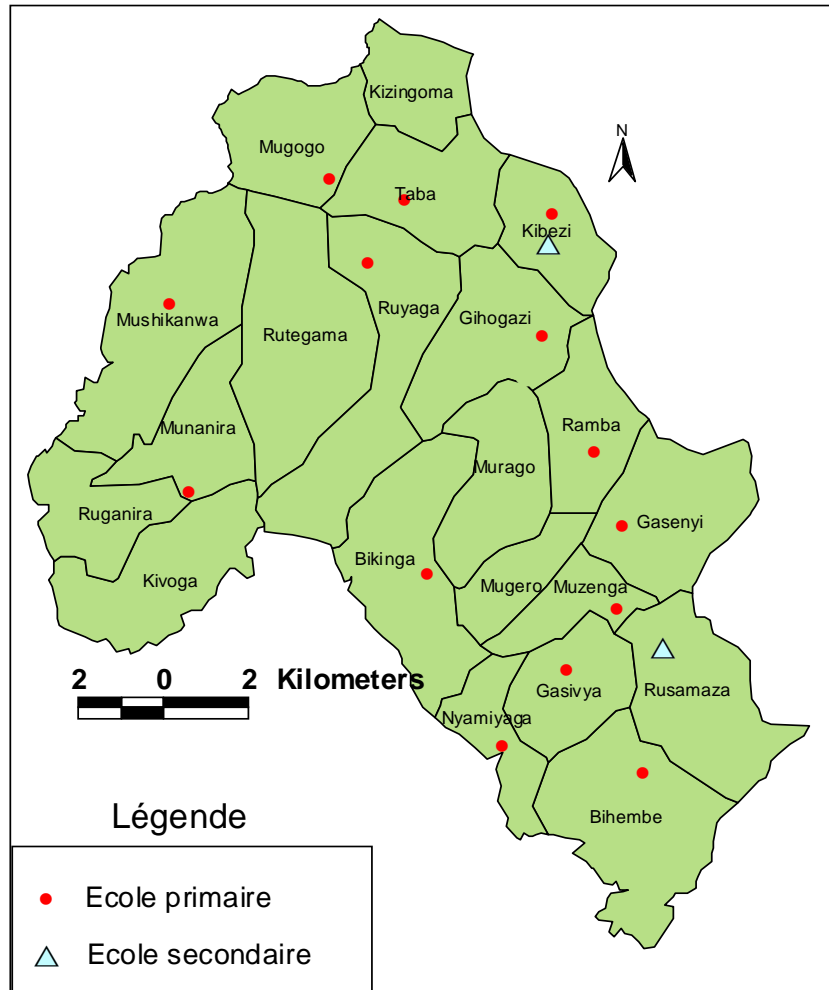 Kizingoma
N
Mugogo
Taba
Kibezi
Mushikanwa
Rutegama
Ruyaga
Gihogazi
Munanira
Ramba
Murago
Ruganira
Gasenyi
Kivoga
Bikinga
Mugero
Muzenga
2 0 2 Kilometers
Gasivya
Rusamaza
Nyamiyaga
Bihembe
Légende
Ecole primaire
Ecole secondaire